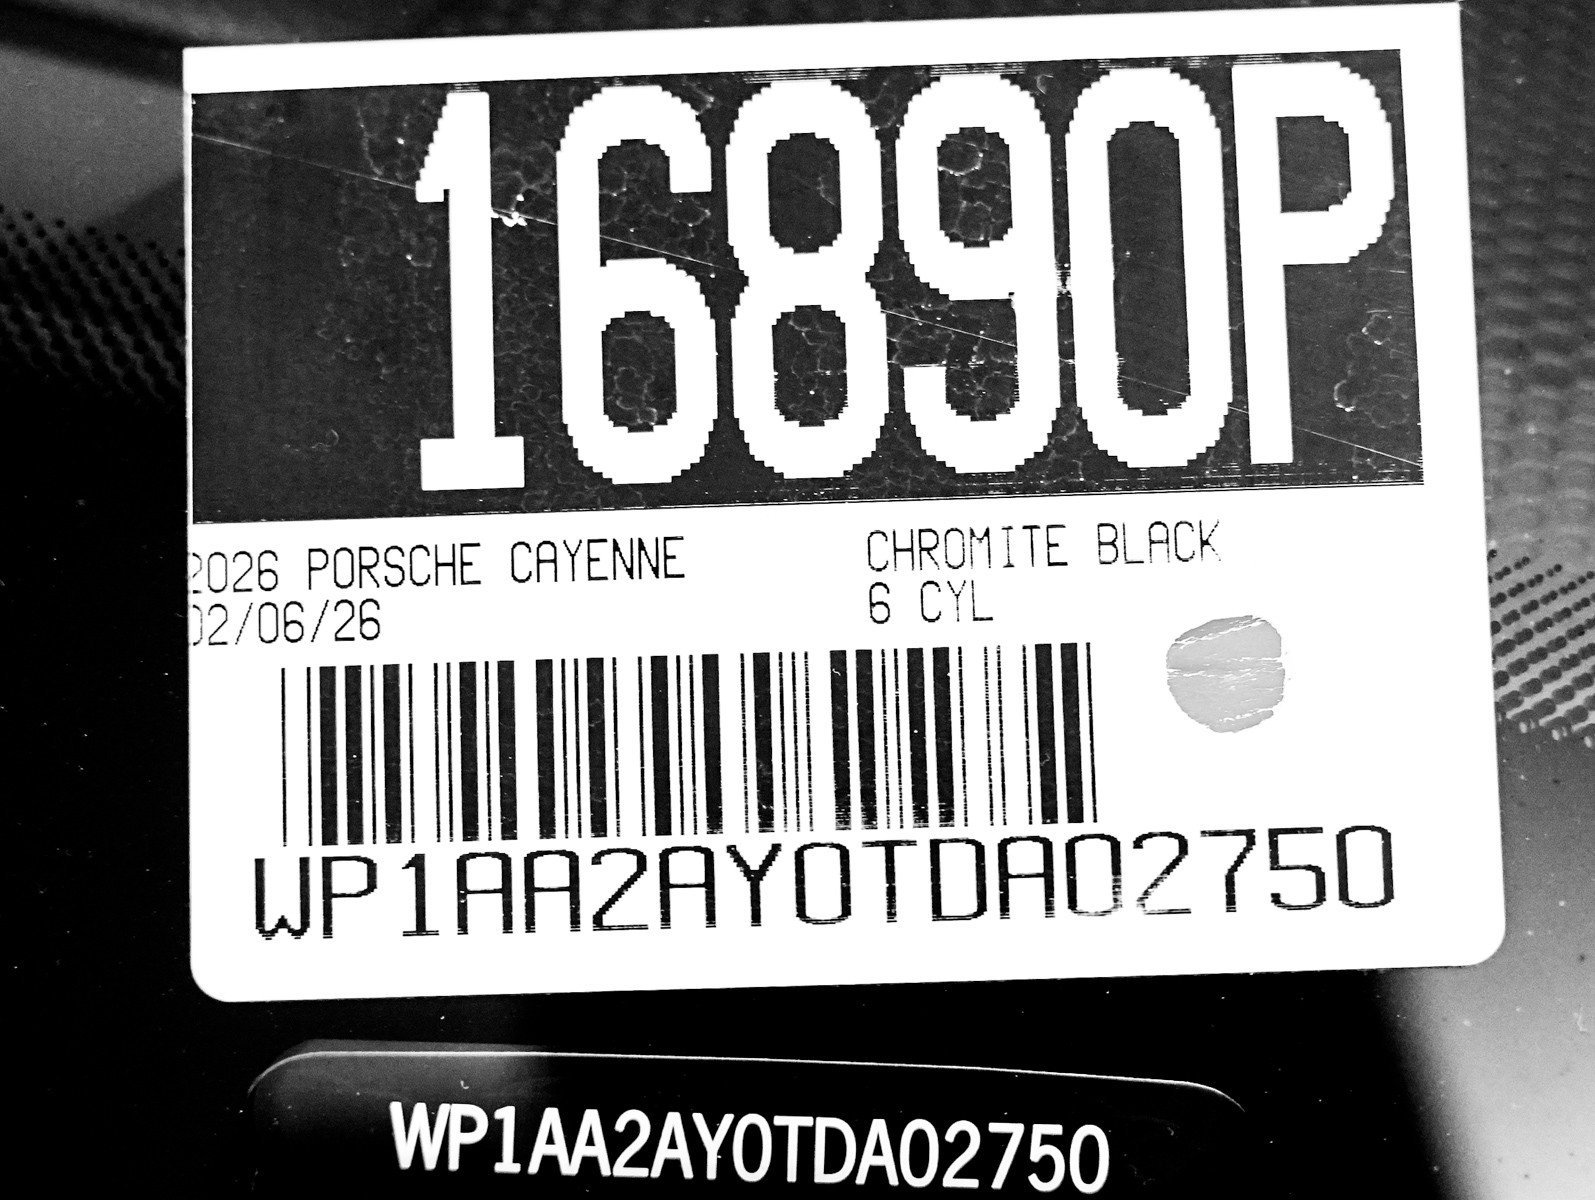 16890P
2026 PORSCHE CAYENNE CHROMITE BLACK
02/06/26 6 CYL
WP1AA2AY0TDA02750
WP1AA2AY0TDA02750